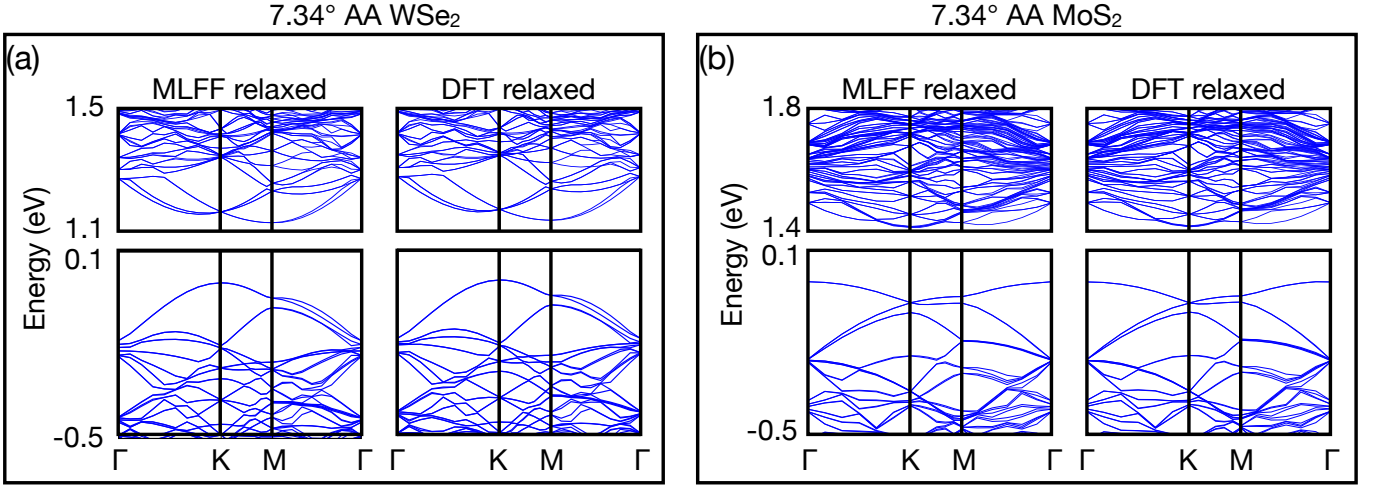 7.34° AA WSe₂
7.34° AA MoS₂
(a)
MLFF relaxed
DFT relaxed
1.5
1.1
0.1
-0.5
Energy (eV)
Γ K M Γ Γ K M Γ
(b)
MLFF relaxed
DFT relaxed
1.8
1.4
0.1
-0.5
Energy (eV)
Γ K M Γ Γ K M Γ